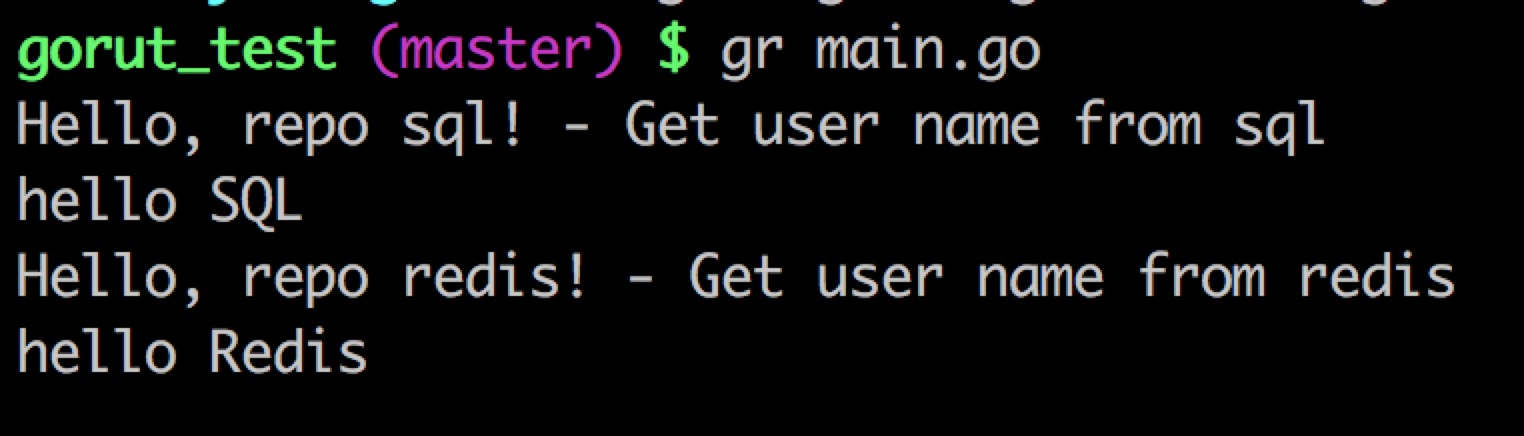 gorut_test (master) $ gr main.go
Hello, repo sql! - Get user name from sql
hello SQL
Hello, repo redis! - Get user name from redis
hello Redis